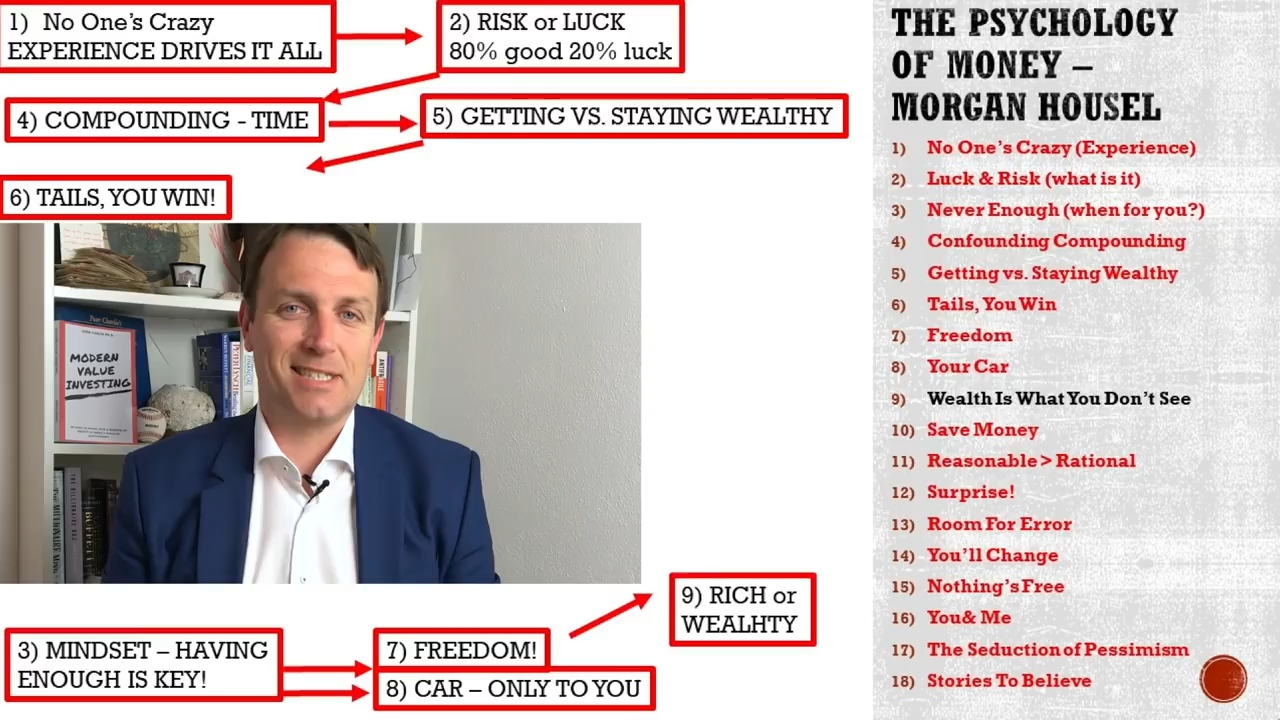 1) No One's Crazy
EXPERIENCE DRIVES IT ALL
2) RISK or LUCK
80% good 20% luck
4) COMPOUNDING - TIME
5) GETTING VS. STAYING WEALTHY
6) TAILS, YOU WIN!
MODERN
VALUE
INVESTING
3) MINDSET – HAVING
ENOUGH IS KEY!
7) FREEDOM!
8) CAR – ONLY TO YOU
9) RICH or
WEALHTY
THE PSYCHOLOGY
OF MONEY –
MORGAN HOUSEL
1) No One's Crazy (Experience)
2) Luck & Risk (what is it)
3) Never Enough (when for you?)
4) Confounding Compounding
5) Getting vs. Staying Wealthy
6) Tails, You Win
7) Freedom
8) Your Car
9) Wealth Is What You Don't See
10) Save Money
11) Reasonable > Rational
12) Surprise!
13) Room For Error
14) You'll Change
15) Nothing's Free
16) You& Me
17) The Seduction of Pessimism
18) Stories To Believe